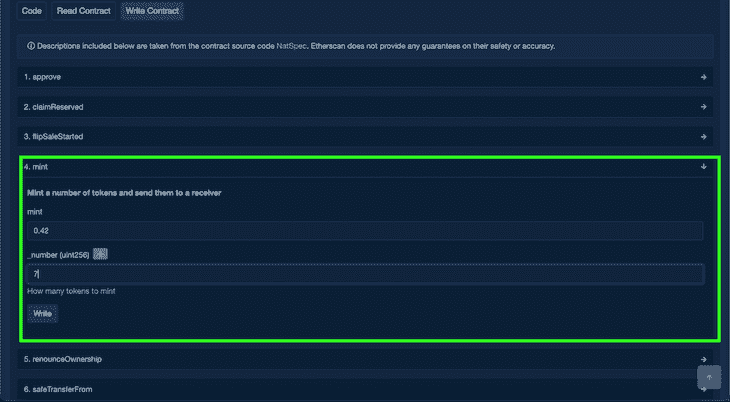 Code Read Contract Write Contract
Descriptions included below are taken from the contract source code NatSpec. Etherscan does not provide any guarantees on their safety or accuracy.
1. approve
2. claimReserved
3. flipSaleStarted
4. mint
Mint a number of tokens and send them to a receiver
mint
0.42
_number (uint256) +
7
How many tokens to mint
Write
5. renounceOwnership
6. safeTransferFrom